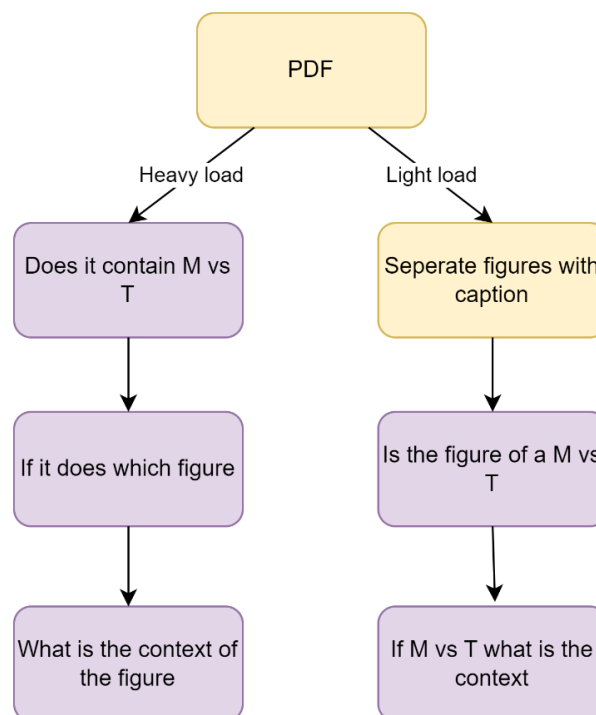 PDF
Heavy load
Light load
Does it contain M vs
T
Seperate figures with
caption
If it does which figure
Is the figure of a M vs
T
What is the context of
the figure
If M vs T what is the
context